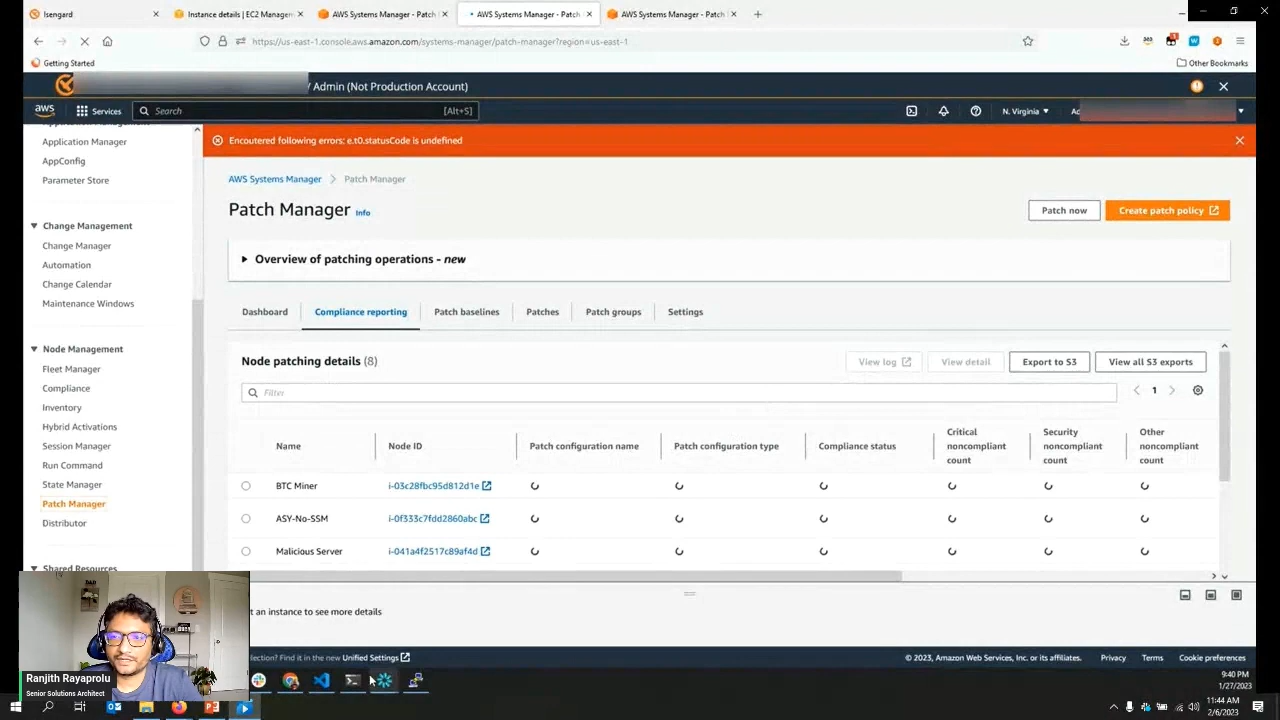 Isengard
Instance details | EC2 Managem
AWS Systems Manager - Patch
AWS Systems Manager - Patch
AWS Systems Manager - Patch
https://us-east-1.console.aws.amazon.com/systems-manager/patch-manager?region=us-east-1
Getting Started
Other Bookmarks
/ Admin (Not Production Account)
aws
Services
Search
[Alt+S]
N. Virginia
Application Manager
AppConfig
Parameter Store
Change Management
Change Manager
Automation
Change Calendar
Maintenance Windows
Node Management
Fleet Manager
Compliance
Inventory
Hybrid Activations
Session Manager
Run Command
State Manager
Patch Manager
Distributor
Shared Resources
Encoutered following errors: e.t0.statusCode is undefined
AWS Systems Manager
Patch Manager
Patch Manager Info
Patch now
Create patch policy
Overview of patching operations - new
Dashboard
Compliance reporting
Patch baselines
Patches
Patch groups
Settings
Node patching details (8)
View log
View detail
Export to S3
View all S3 exports
Filter
1
Name
Node ID
Patch configuration name
Patch configuration type
Compliance status
Critical
noncompliant
count
Security
noncompliant
count
Other
noncompliant
count
BTC Miner
i-03c28fbc95d812d1e
ASY-No-SSM
i-0f333c7fdd2860abc
Malicious Server
i-041a4f2517c89af4d
t an instance to see more details
lection? Find it in the new Unified Settings
© 2023, Amazon Web Services, Inc. or its affiliates.
Privacy
Terms
Cookie preferences
DAD
Ranjith Rayaprolu
Senior Solutions Architect
9:40 PM
1/27/2023
11:44 AM
2/6/2023